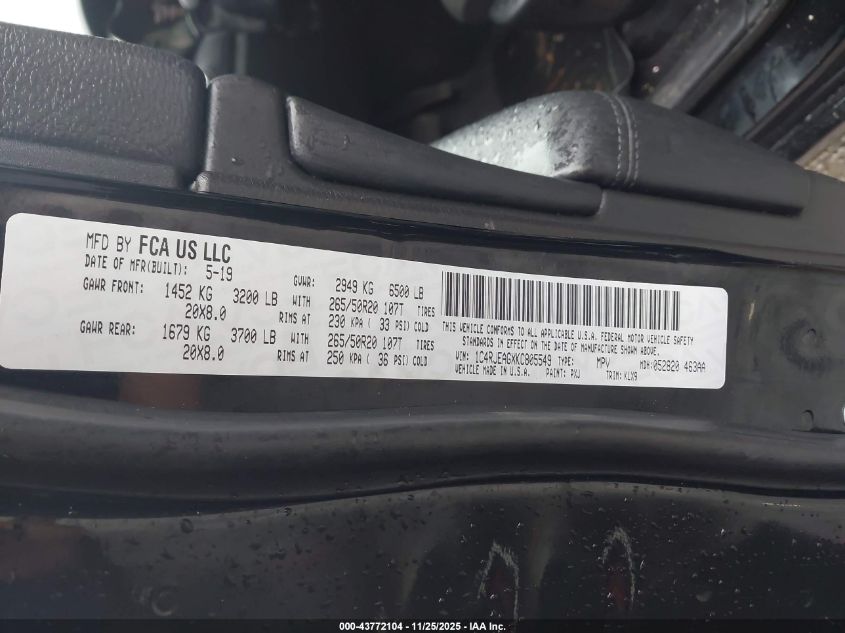 MFD BY FCA US LLC
DATE OF MFR(BUILT): 5-19
GVWR: 2949 KG 6500 LB
GAWR FRONT: 1452 KG 3200 LB WITH 265/50R20 107T TIRES
20X8.0 RIMS AT 230 KPA ( 33 PSI) COLD
GAWR REAR: 1679 KG 3700 LB WITH 265/50R20 107T TIRES
20X8.0 RIMS AT 250 KPA ( 36 PSI) COLD
THIS VEHICLE CONFORMS TO ALL APPLICABLE U.S.A. FEDERAL MOTOR VEHICLE SAFETY
STANDARDS IN EFFECT ON THE DATE OF MANUFACTURE SHOWN ABOVE.
VIN: 1C4RJEAGXKC805549 TYPE: MPV MDH:052820 463AA
VEHICLE MADE IN U.S.A. PAINT: PXJ TRIM: KLX9
000-43772104 - 11/25/2025 - IAA Inc.